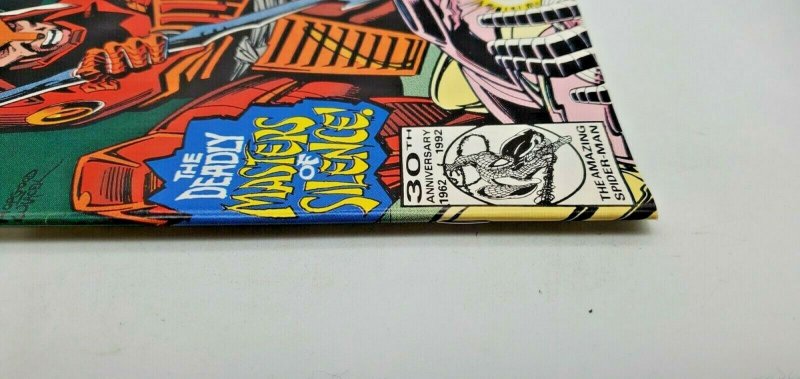 THE
DEADLY
MASTERS
OF
SILENCE!
30TH
ANNIVERSARY
1962 1992
THE AMAZING
SPIDER-MAN